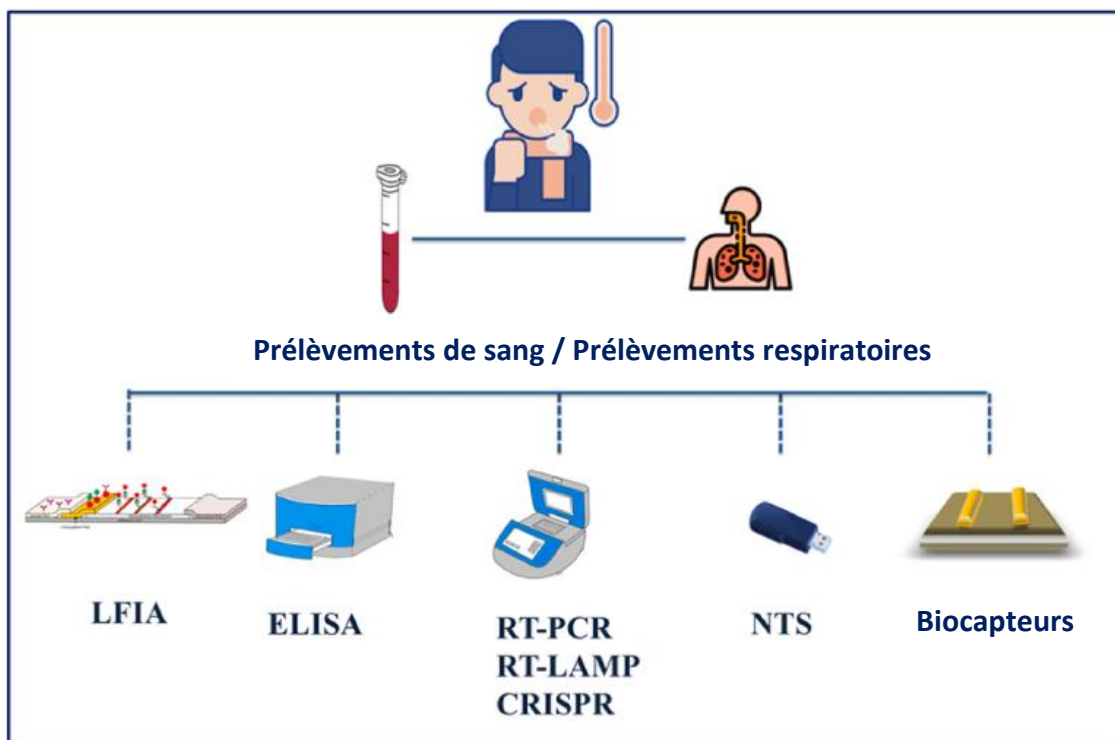 Prélèvements de sang / Prélèvements respiratoires
LFIA
ELISA
RT-PCR
RT-LAMP
CRISPR
NTS
Biocapteurs